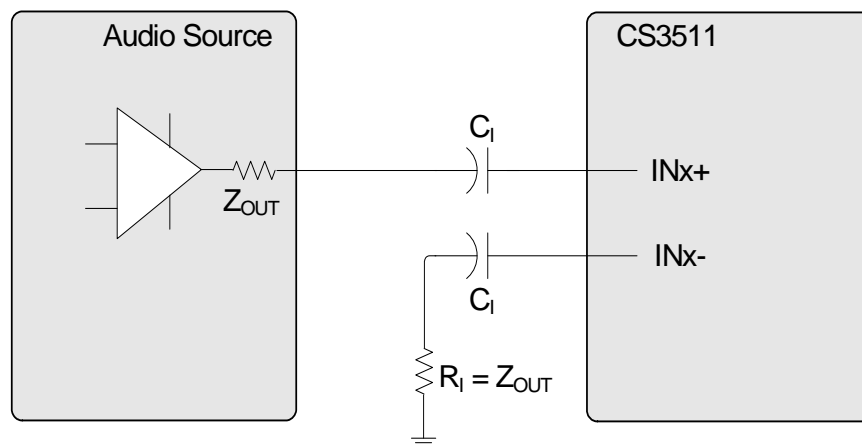 Audio Source
CS3511
C_I
INx+
Z_OUT
INx-
C_I
R_I = Z_OUT